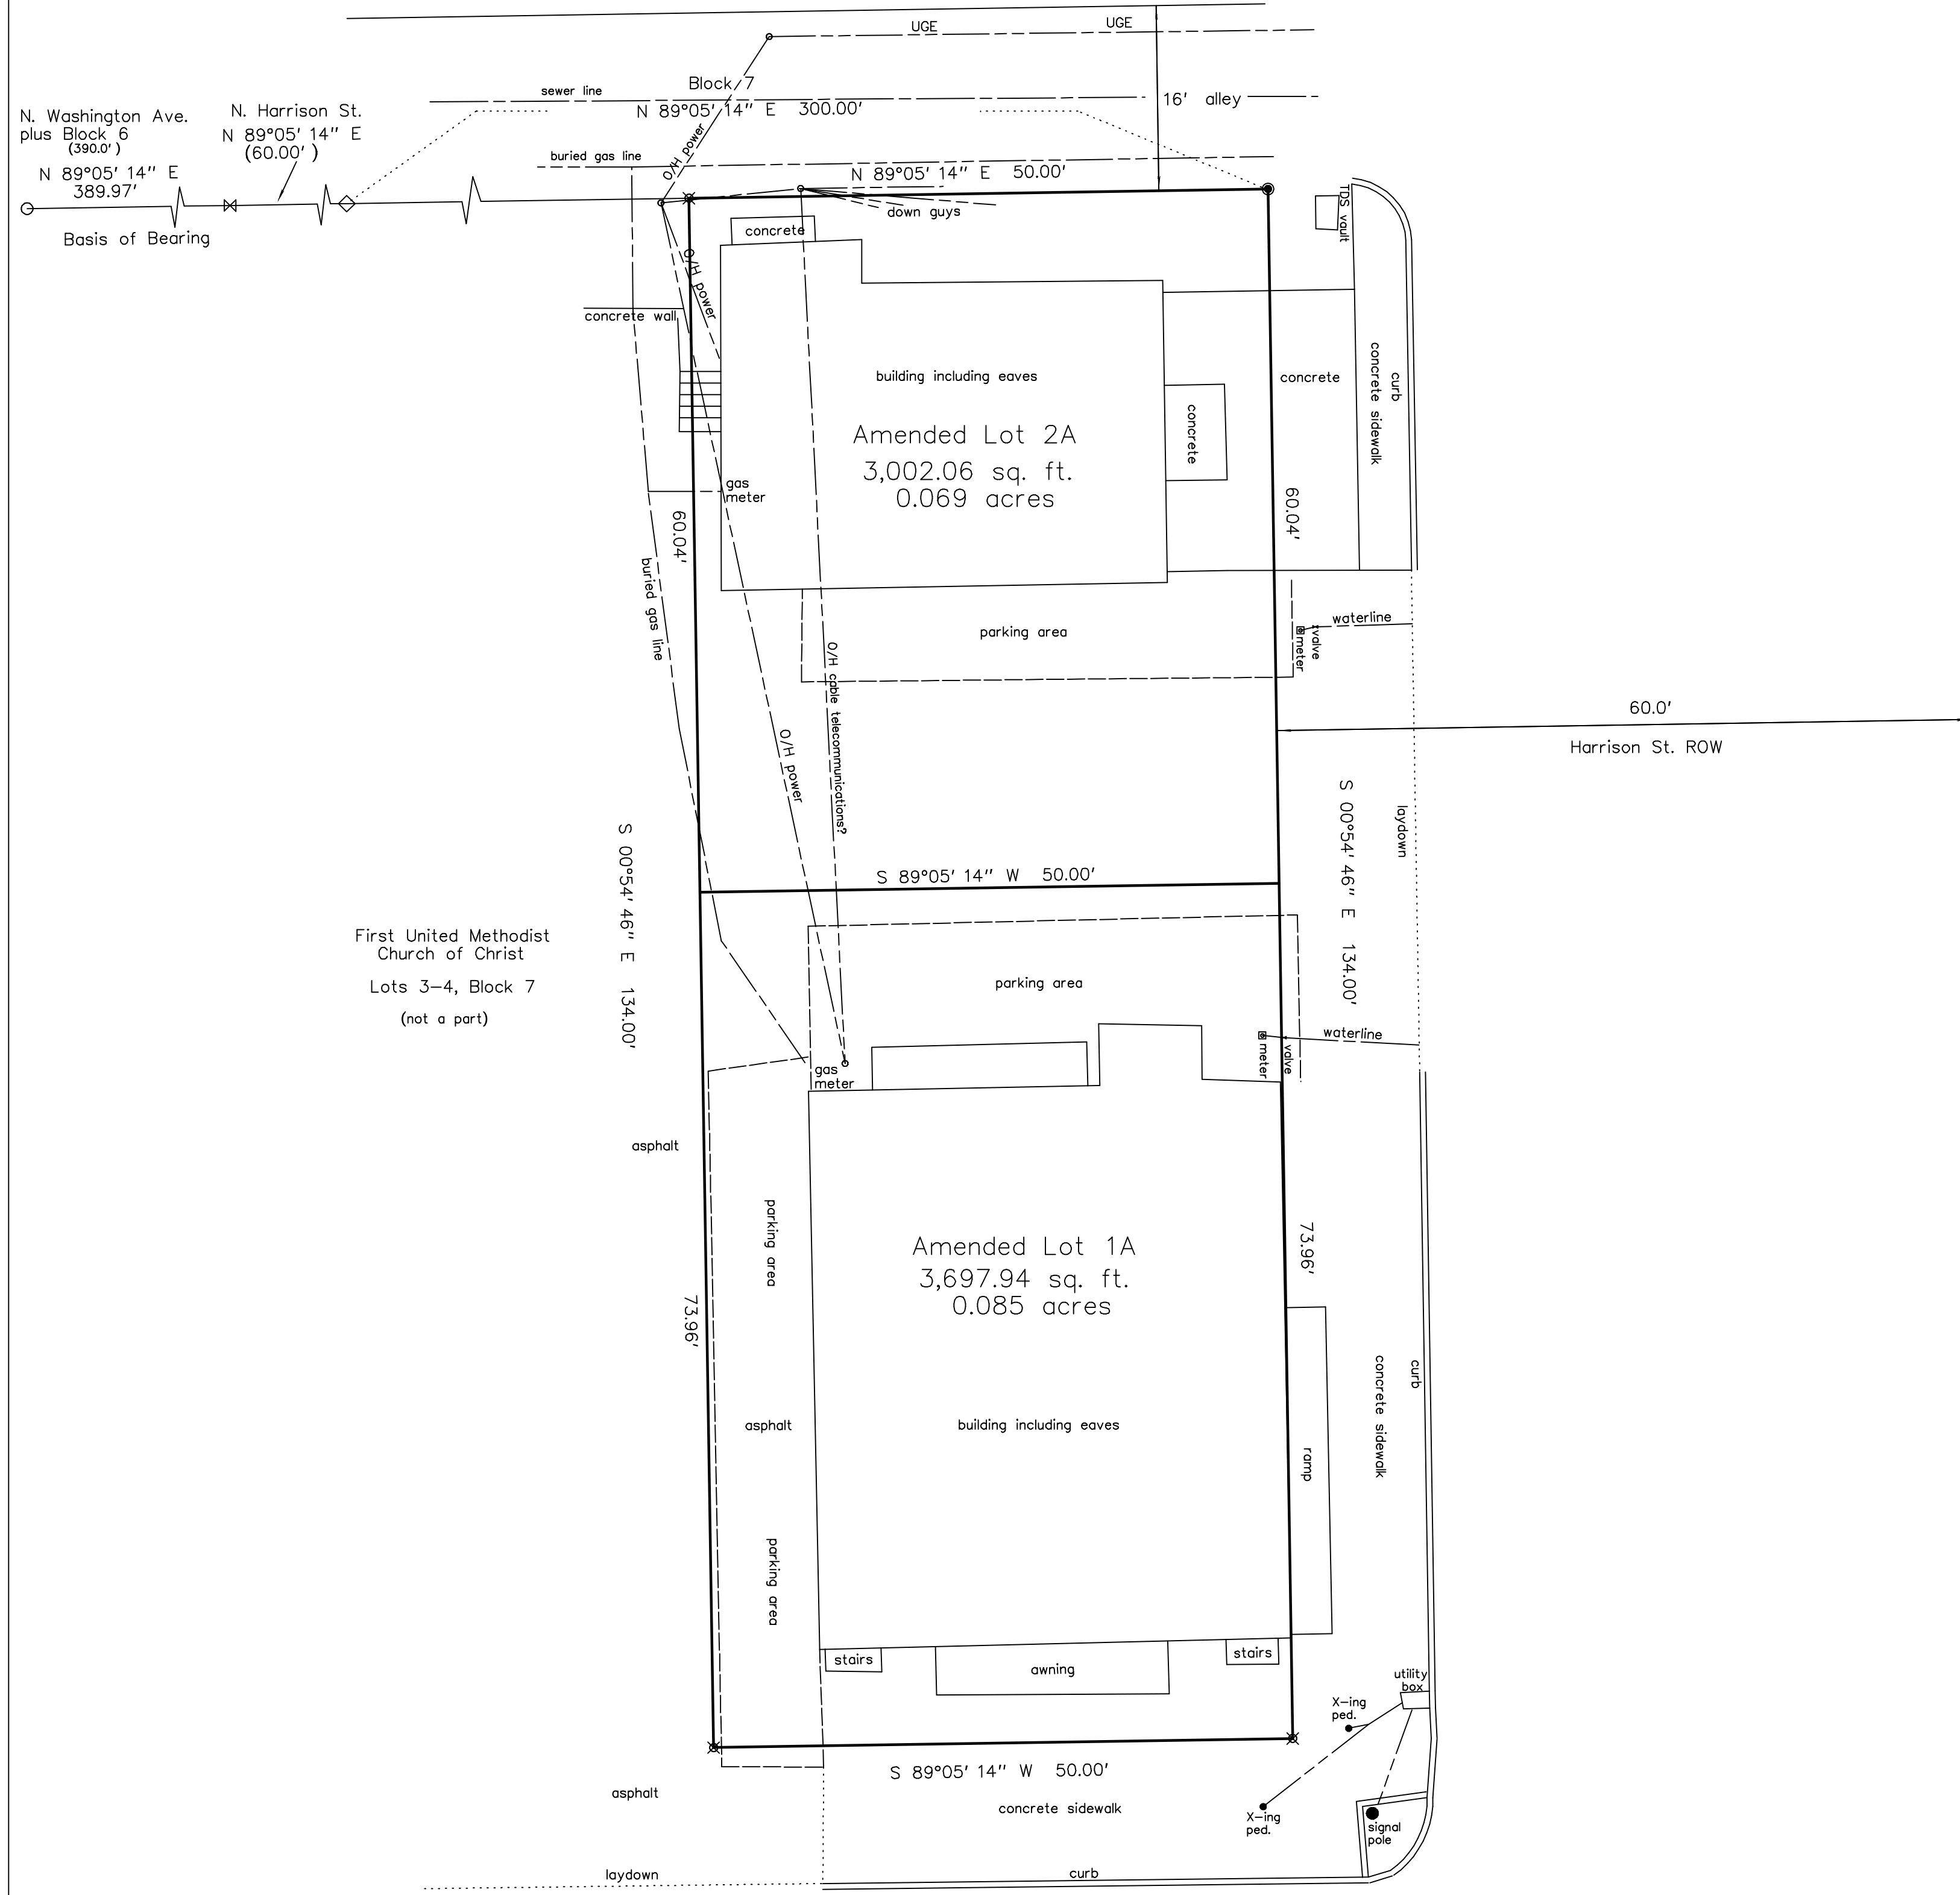 UGE
UGE
Block 7
sewer line
N 89°05' 14" E 300.00'
16' alley
N. Washington Ave.
plus Block 6
(390.0' )
N 89°05' 14" E
389.97'
N. Harrison St.
N 89°05' 14" E
(60.00' )
Basis of Bearing
O/H power
buried gas line
N 89°05' 14" E 50.00'
down guys
TDS vault
concrete
O/H power
concrete wall
building including eaves
concrete
concrete sidewalk
curb
concrete
Amended Lot 2A
3,002.06 sq. ft.
0.069 acres
gas
meter
60.04'
60.04'
buried gas line
parking area
waterline
valve
meter
O/H cable telecommunications?
O/H power
60.0'
Harrison St. ROW
S 00°54' 46" E 134.00'
laydown
S 00°54' 46" E 134.00'
S 89°05' 14" W 50.00'
First United Methodist
Church of Christ
Lots 3-4, Block 7
(not a part)
parking area
waterline
valve
meter
gas
meter
asphalt
parking area
Amended Lot 1A
3,697.94 sq. ft.
0.085 acres
73.96'
73.96'
concrete sidewalk
curb
asphalt
building including eaves
ramp
parking area
stairs
awning
stairs
utility
box
X-ing
ped.
S 89°05' 14" W 50.00'
asphalt
concrete sidewalk
X-ing
ped.
signal
pole
laydown
curb